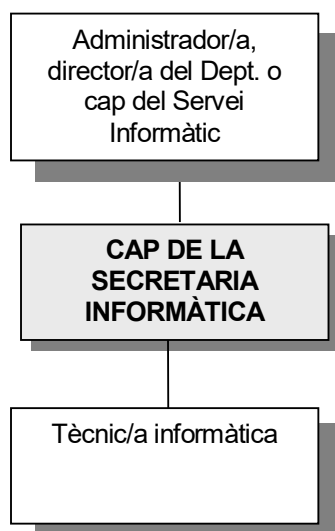 Administrador/a,
director/a del Dept. o
cap del Servei
Informàtic
CAP DE LA
SECRETARIA
INFORMÀTICA
Tècnic/a informàtica